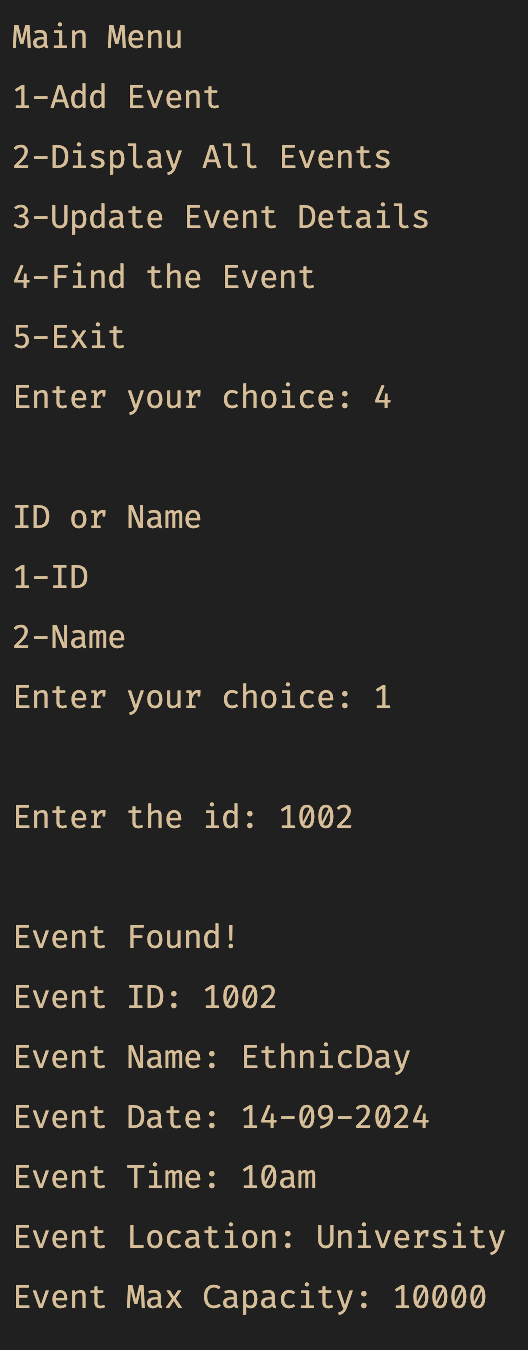 Main Menu
1-Add Event
2-Display All Events
3-Update Event Details
4-Find the Event
5-Exit
Enter your choice: 4
ID or Name
1-ID
2-Name
Enter your choice: 1
Enter the id: 1002
Event Found!
Event ID: 1002
Event Name: EthnicDay
Event Date: 14-09-2024
Event Time: 10am
Event Location: University
Event Max Capacity: 10000